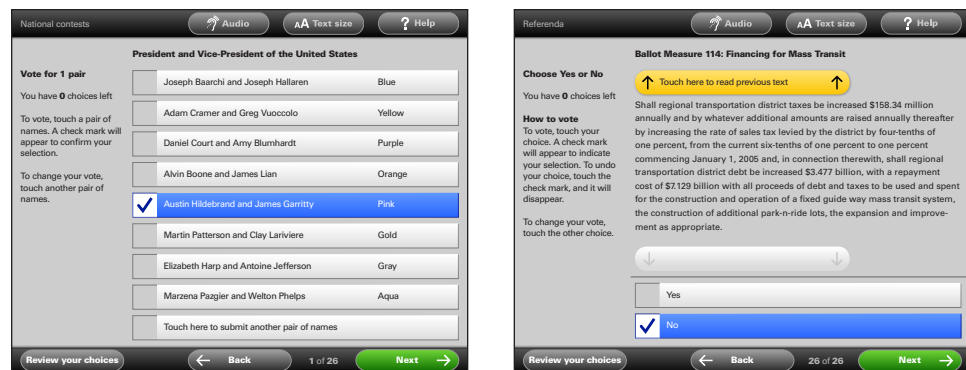 National contests
Audio
AA Text size
? Help
President and Vice-President of the United States
Vote for 1 pair
You have 0 choices left
To vote, touch a pair of
names. A check mark will
appear to confirm your
selection.
To change your vote,
touch another pair of
names.
Joseph Baarchi and Joseph Hallaren Blue
Adam Cramer and Greg Vuoccolo Yellow
Daniel Court and Amy Blumhardt Purple
Alvin Boone and James Lian Orange
Austin Hildebrand and James Garritty Pink
Martin Patterson and Clay Lariviere Gold
Elizabeth Harp and Antoine Jefferson Gray
Marzena Pazgier and Welton Phelps Aqua
Touch here to submit another pair of names
Review your choices
Back
1 of 26
Next
Referenda
Audio
AA Text size
? Help
Ballot Measure 114: Financing for Mass Transit
Choose Yes or No
You have 0 choices left
How to vote
To vote, touch your
choice. A check mark
will appear to indicate
your selection. To undo
your choice, touch the
check mark, and it will
disappear.
To change your vote,
touch the other choice.
Touch here to read previous text
Shall regional transportation district taxes be increased $158.34 million
annually and by whatever additional amounts are raised annually thereafter
by increasing the rate of sales tax levied by the district by four-tenths of
one percent, from the current six-tenths of one percent to one percent
commencing January 1, 2005 and, in connection therewith, shall regional
transportation district debt be increased $3.477 billion, with a repayment
cost of $7.129 billion with all proceeds of debt and taxes to be used and spent
for the construction and operation of a fixed guide way mass transit system,
the construction of additional park-n-ride lots, the expansion and improve-
ment as appropriate.
Yes
No
Review your choices
Back
26 of 26
Next